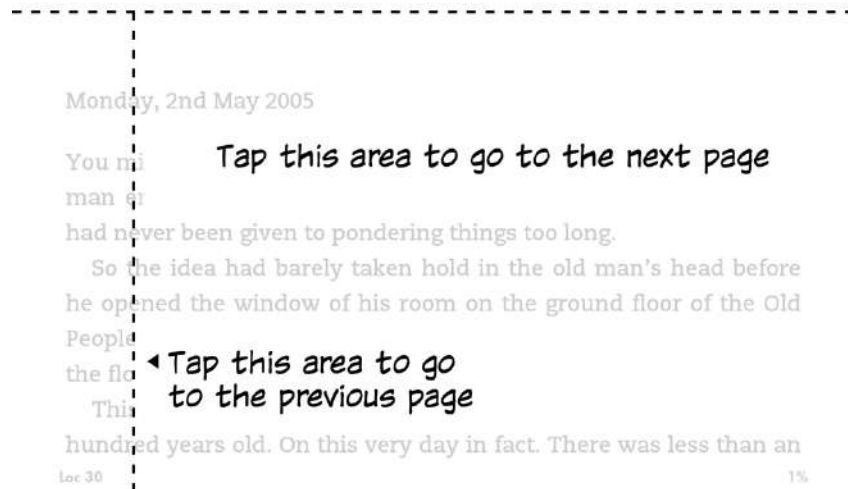 Monday, 2nd May 2005
Tap this area to go to the next page
You
man
had never been given to pondering things too long.
So the idea had barely taken hold in the old man's head before
he opened the window of his room on the ground floor of the Old
People
Tap this area to go
the
to the previous page
This
hundred years old. On this very day in fact. There was less than an
Loc 30 1%